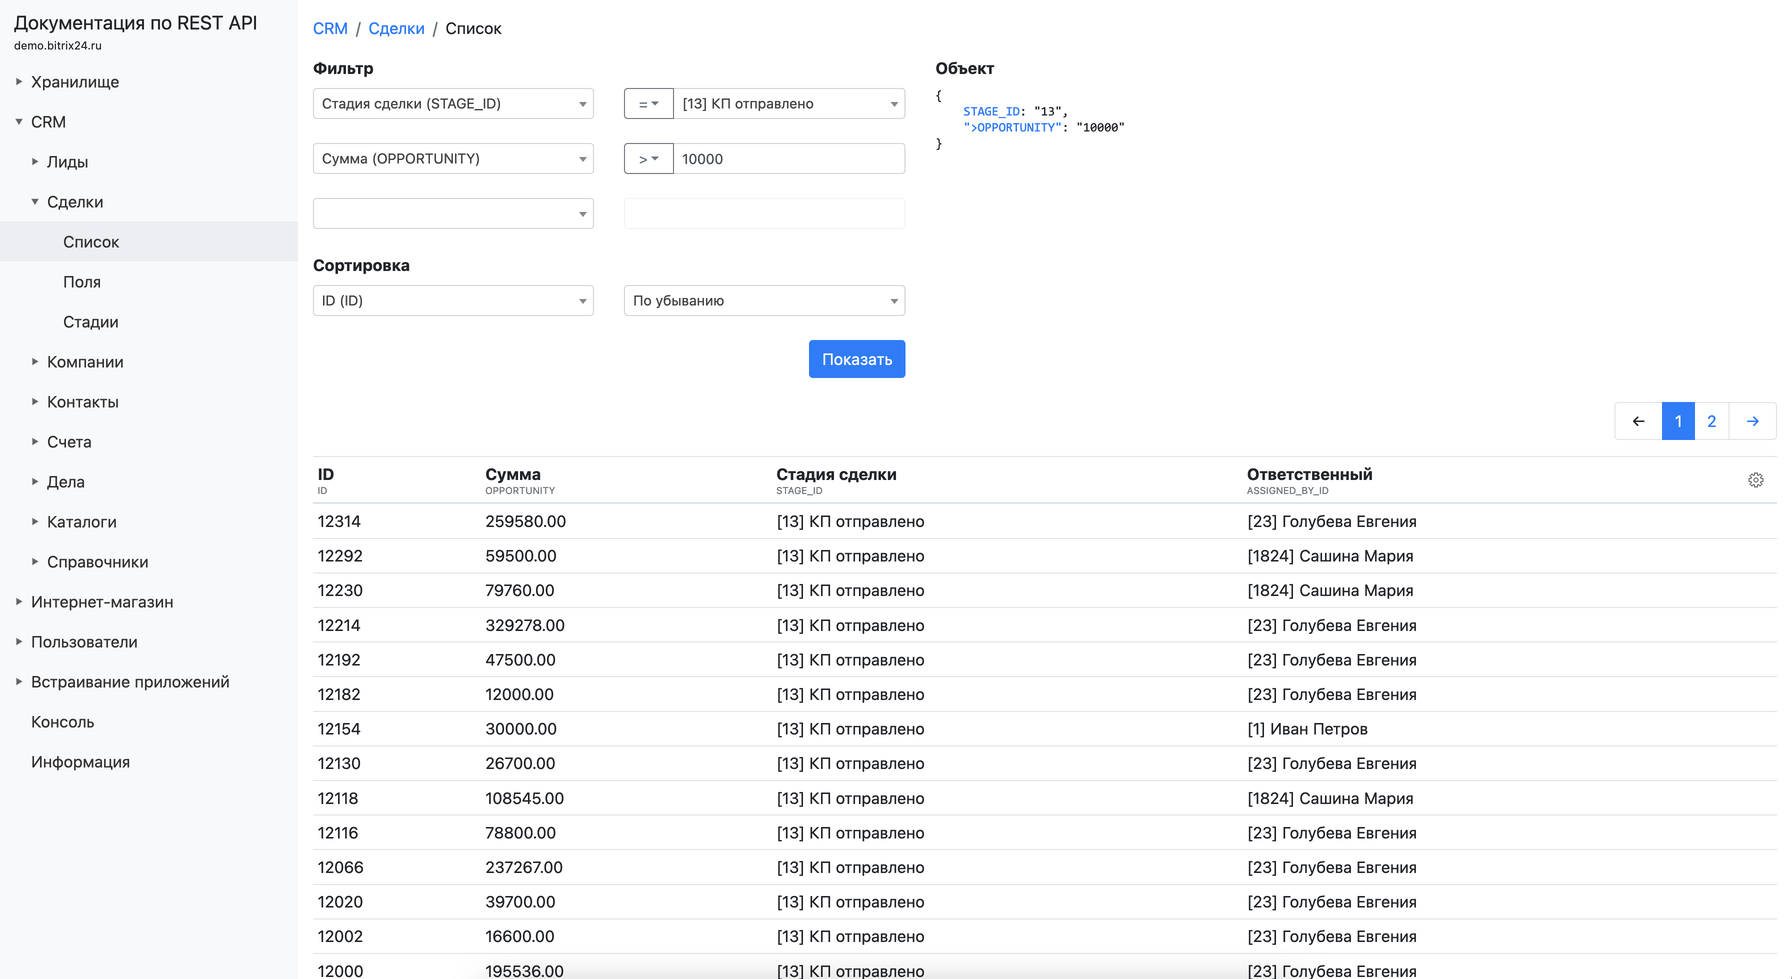 Документация по REST API
demo.bitrix24.ru
Хранилище
CRM
Лиды
Сделки
Список
Поля
Стадии
Компании
Контакты
Счета
Дела
Каталоги
Справочники
Интернет-магазин
Пользователи
Встраивание приложений
Консоль
Информация
CRM / Сделки / Список
Фильтр
Стадия сделки (STAGE_ID) = [13] КП отправлено
Сумма (OPPORTUNITY) > 10000
Сортировка
ID (ID) По убыванию
Показать
Объект
{
STAGE_ID: "13",
">OPPORTUNITY": "10000"
}
← 1 2 →
ID Сумма Стадия сделки Ответственный
ID OPPORTUNITY STAGE_ID ASSIGNED_BY_ID
12314 259580.00 [13] КП отправлено [23] Голубева Евгения
12292 59500.00 [13] КП отправлено [1824] Сашина Мария
12230 79760.00 [13] КП отправлено [1824] Сашина Мария
12214 329278.00 [13] КП отправлено [23] Голубева Евгения
12192 47500.00 [13] КП отправлено [23] Голубева Евгения
12182 12000.00 [13] КП отправлено [23] Голубева Евгения
12154 30000.00 [13] КП отправлено [1] Иван Петров
12130 26700.00 [13] КП отправлено [23] Голубева Евгения
12118 108545.00 [13] КП отправлено [1824] Сашина Мария
12116 78800.00 [13] КП отправлено [23] Голубева Евгения
12066 237267.00 [13] КП отправлено [23] Голубева Евгения
12020 39700.00 [13] КП отправлено [23] Голубева Евгения
12002 16600.00 [13] КП отправлено [23] Голубева Евгения
12000 195536.00 [13] КП отправлено [23] Голубева Евгения